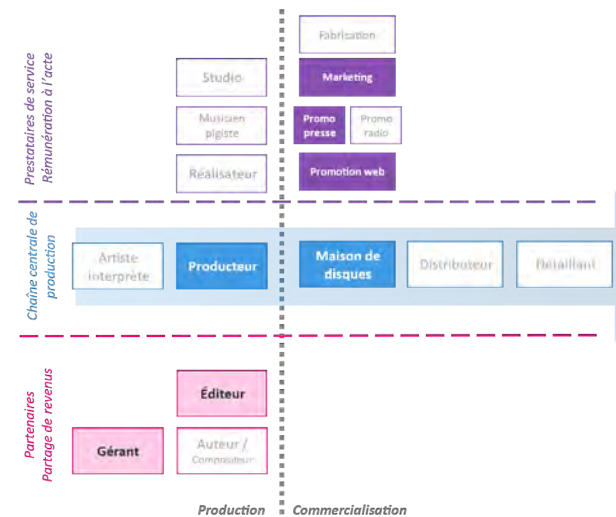 Prestataires de service
Rémunération à l'acte
Fabrication
Studio
Marketing
Musicien
pigiste
Promo
presse
Promo
radio
Réalisateur
Promotion web
Chaîne centrale de
production
Artiste
interprète
Producteur
Maison de
disques
Distributeur
Détaillant
Partenaires
Partage de revenus
Éditeur
Gérant
Auteur /
Compositeur
Production
Commercialisation